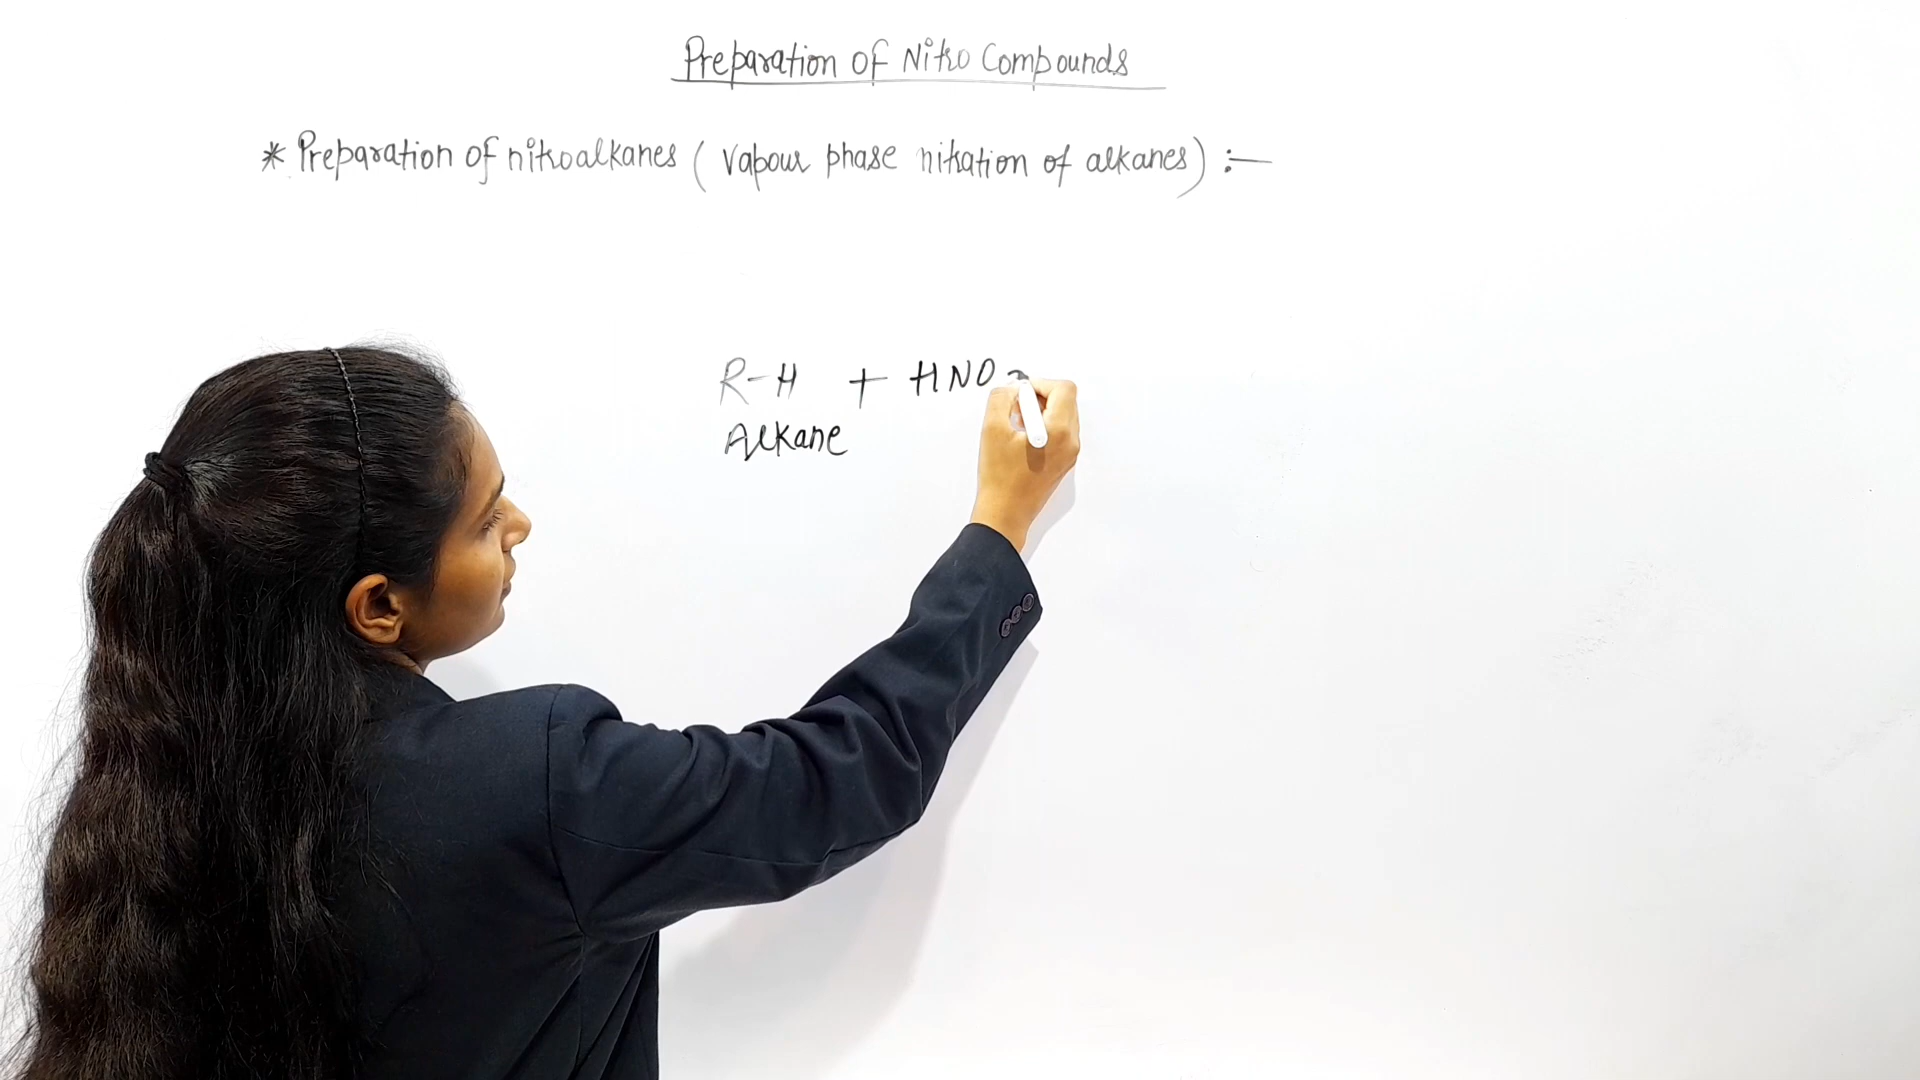 Preparation of Nitro Compounds
* Preparation of nitroalkanes ( Vapour phase nitration of alkanes) :-
R-H + HNO
Alkane